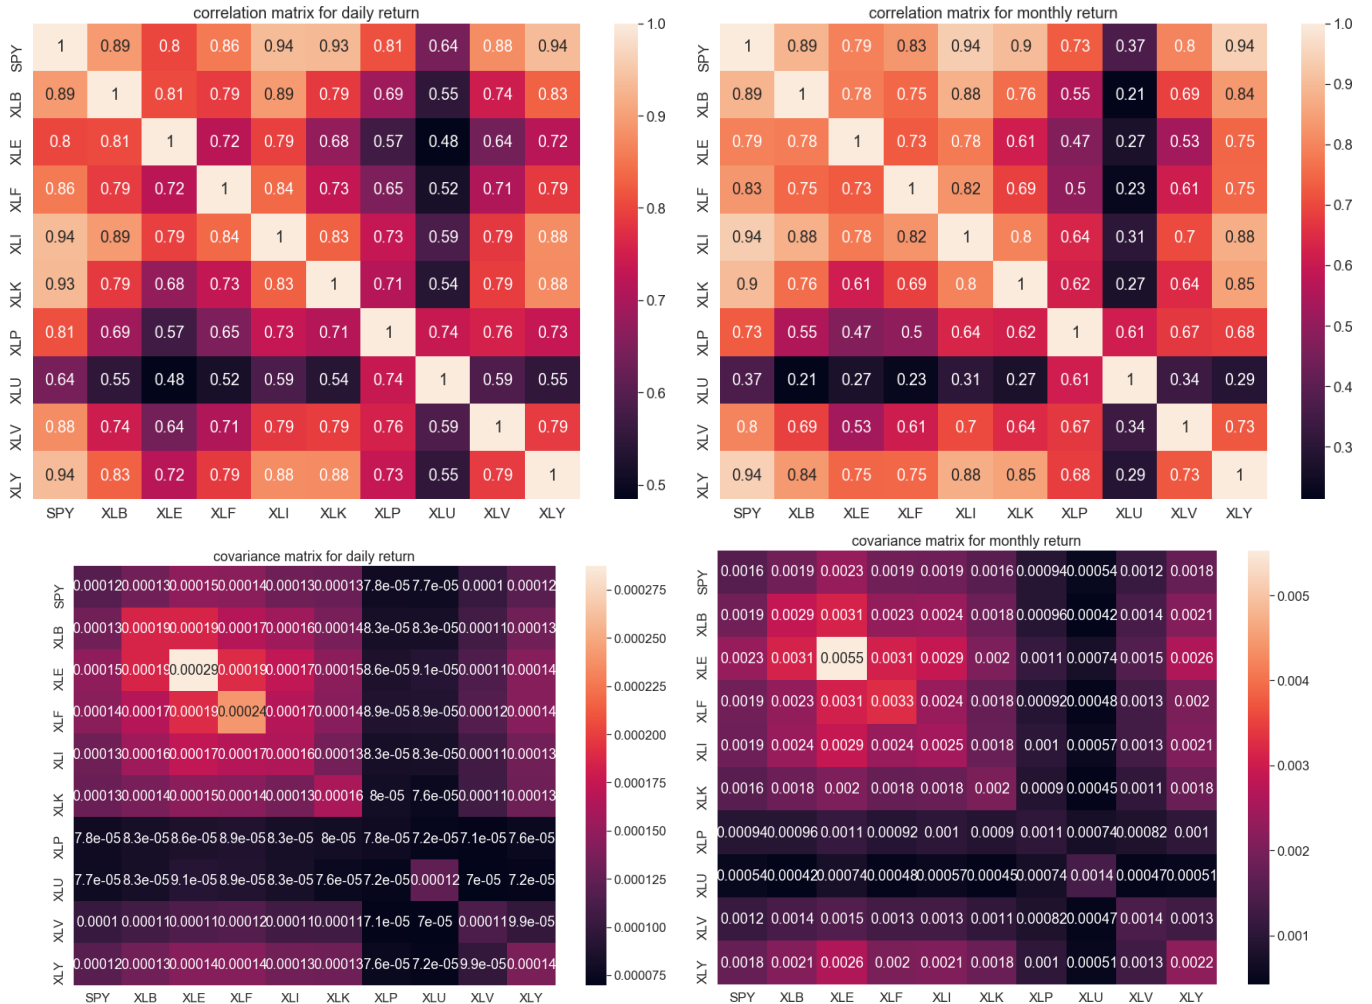 correlation matrix for daily return
SPY 1 0.89 0.8 0.86 0.94 0.93 0.81 0.64 0.88 0.94
XLB 0.89 1 0.81 0.79 0.89 0.79 0.69 0.55 0.74 0.83
XLE 0.8 0.81 1 0.72 0.79 0.68 0.57 0.48 0.64 0.72
XLF 0.86 0.79 0.72 1 0.84 0.73 0.65 0.52 0.71 0.79
XLI 0.94 0.89 0.79 0.84 1 0.83 0.73 0.59 0.79 0.88
XLK 0.93 0.79 0.68 0.73 0.83 1 0.71 0.54 0.79 0.88
XLP 0.81 0.69 0.57 0.65 0.73 0.71 1 0.74 0.76 0.73
XLU 0.64 0.55 0.48 0.52 0.59 0.54 0.74 1 0.59 0.55
XLV 0.88 0.74 0.64 0.71 0.79 0.79 0.76 0.59 1 0.79
XLY 0.94 0.83 0.72 0.79 0.88 0.88 0.73 0.55 0.79 1
SPY XLB XLE XLF XLI XLK XLP XLU XLV XLY
1.0
0.9
0.8
0.7
0.6
0.5
correlation matrix for monthly return
SPY 1 0.89 0.79 0.83 0.94 0.9 0.73 0.37 0.8 0.94
XLB 0.89 1 0.78 0.75 0.88 0.76 0.55 0.21 0.69 0.84
XLE 0.79 0.78 1 0.73 0.78 0.61 0.47 0.27 0.53 0.75
XLF 0.83 0.75 0.73 1 0.82 0.69 0.5 0.23 0.61 0.75
XLI 0.94 0.88 0.78 0.82 1 0.8 0.64 0.31 0.7 0.88
XLK 0.9 0.76 0.61 0.69 0.8 1 0.62 0.27 0.64 0.85
XLP 0.73 0.55 0.47 0.5 0.64 0.62 1 0.61 0.67 0.68
XLU 0.37 0.21 0.27 0.23 0.31 0.27 0.61 1 0.34 0.29
XLV 0.8 0.69 0.53 0.61 0.7 0.64 0.67 0.34 1 0.73
XLY 0.94 0.84 0.75 0.75 0.88 0.85 0.68 0.29 0.73 1
SPY XLB XLE XLF XLI XLK XLP XLU XLV XLY
1.0
0.9
0.8
0.7
0.6
0.5
0.4
0.3
covariance matrix for daily return
SPY 0.00012 0.00013 0.00015 0.00014 0.00013 0.00013 7.8e-05 7.7e-05 0.0001 0.00012
XLB 0.00013 0.00019 0.00019 0.00017 0.00016 0.00014 8.3e-05 8.3e-05 0.00011 0.00013
XLE 0.00015 0.00019 0.00029 0.00019 0.00017 0.00015 8.6e-05 9.1e-05 0.00011 0.00014
XLF 0.00014 0.00017 0.00019 0.00024 0.00017 0.00014 8.9e-05 8.9e-05 0.00012 0.00014
XLI 0.00013 0.00016 0.00017 0.00017 0.00016 0.00013 8.3e-05 8.3e-05 0.00011 0.00013
XLK 0.00013 0.00014 0.00015 0.00014 0.00013 0.00016 8e-05 7.6e-05 0.00011 0.00013
XLP 7.8e-05 8.3e-05 8.6e-05 8.9e-05 8.3e-05 8e-05 7.8e-05 7.2e-05 7.1e-05 7.6e-05
XLU 7.7e-05 8.3e-05 9.1e-05 8.9e-05 8.3e-05 7.6e-05 7.2e-05 0.00012 7e-05 7.2e-05
XLV 0.0001 0.00011 0.00011 0.00012 0.00011 0.00011 7.1e-05 7e-05 0.00011 9.9e-05
XLY 0.00012 0.00013 0.00014 0.00014 0.00013 0.00013 7.6e-05 7.2e-05 9.9e-05 0.00014
SPY XLB XLE XLF XLI XLK XLP XLU XLV XLY
0.000275
0.000250
0.000225
0.000200
0.000175
0.000150
0.000125
0.000100
0.000075
covariance matrix for monthly return
SPY 0.0016 0.0019 0.0023 0.0019 0.0019 0.0016 0.00094 0.00054 0.0012 0.0018
XLB 0.0019 0.0029 0.0031 0.0023 0.0024 0.0018 0.00096 0.00042 0.0014 0.0021
XLE 0.0023 0.0031 0.0055 0.0031 0.0029 0.002 0.0011 0.00074 0.0015 0.0026
XLF 0.0019 0.0023 0.0031 0.0033 0.0024 0.0018 0.00092 0.00048 0.0013 0.002
XLI 0.0019 0.0024 0.0029 0.0024 0.0025 0.0018 0.001 0.00057 0.0013 0.0021
XLK 0.0016 0.0018 0.002 0.0018 0.0018 0.002 0.0009 0.00045 0.0011 0.0018
XLP 0.00094 0.00096 0.0011 0.00092 0.001 0.0009 0.0011 0.00074 0.00082 0.001
XLU 0.00054 0.00042 0.00074 0.00048 0.00057 0.00045 0.00074 0.0014 0.00047 0.00051
XLV 0.0012 0.0014 0.0015 0.0013 0.0013 0.0011 0.00082 0.00047 0.0014 0.0013
XLY 0.0018 0.0021 0.0026 0.002 0.0021 0.0018 0.001 0.00051 0.0013 0.0022
SPY XLB XLE XLF XLI XLK XLP XLU XLV XLY
0.005
0.004
0.003
0.002
0.001